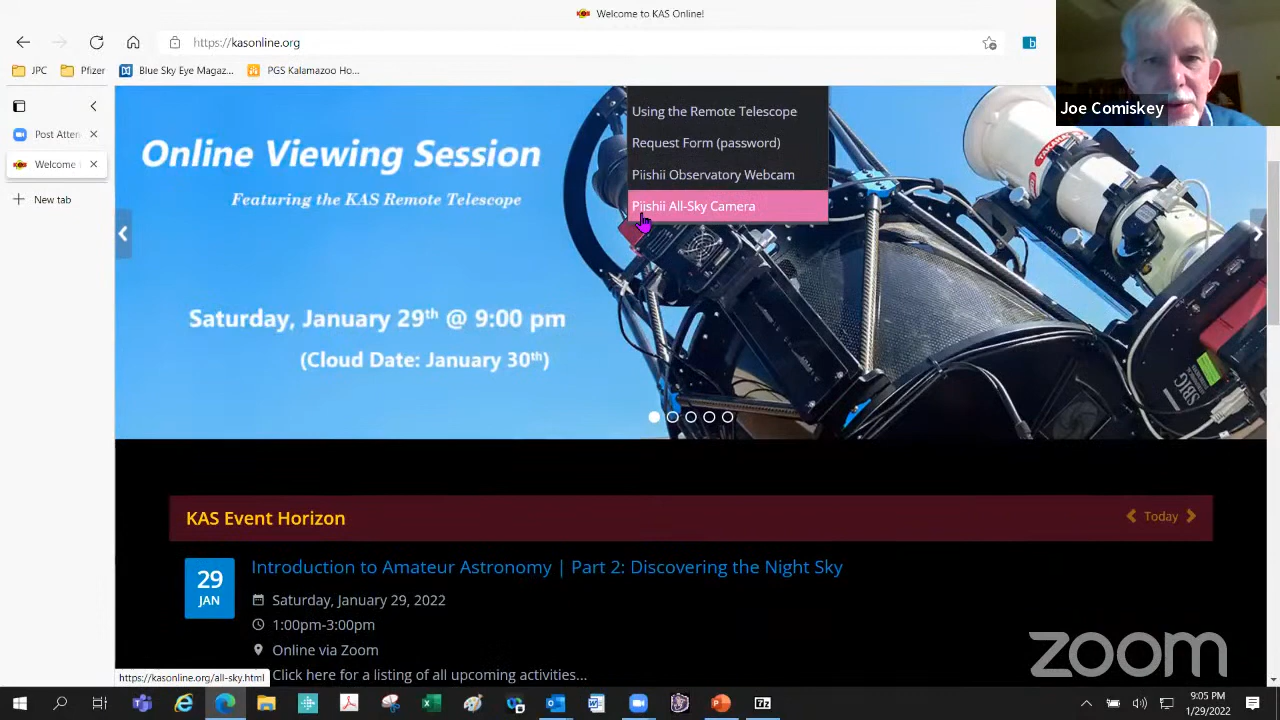 Welcome to KAS Online!
https://kasonline.org
JPC
Pfizer
Blue Sky Eye Magaz...
PGS Kalamazoo Ho...
Joe Comiskey
Post Atten
Welcome
New tab
Using the Remote Telescope
Request Form (password)
Piishii Observatory Webcam
Piishii All-Sky Camera
Online Viewing Session
Featuring the KAS Remote Telescope
Saturday, January 29th @ 9:00 pm
(Cloud Date: January 30th)
TAKAHA
SBIG
KAS Event Horizon
Today
29
JAN
Introduction to Amateur Astronomy | Part 2: Discovering the Night Sky
Saturday, January 29, 2022
1:00pm-3:00pm
Online via Zoom
Click here for a listing of all upcoming activities...
https://kasonline.org/all-sky.html
zoom
9:05 PM
1/29/2022